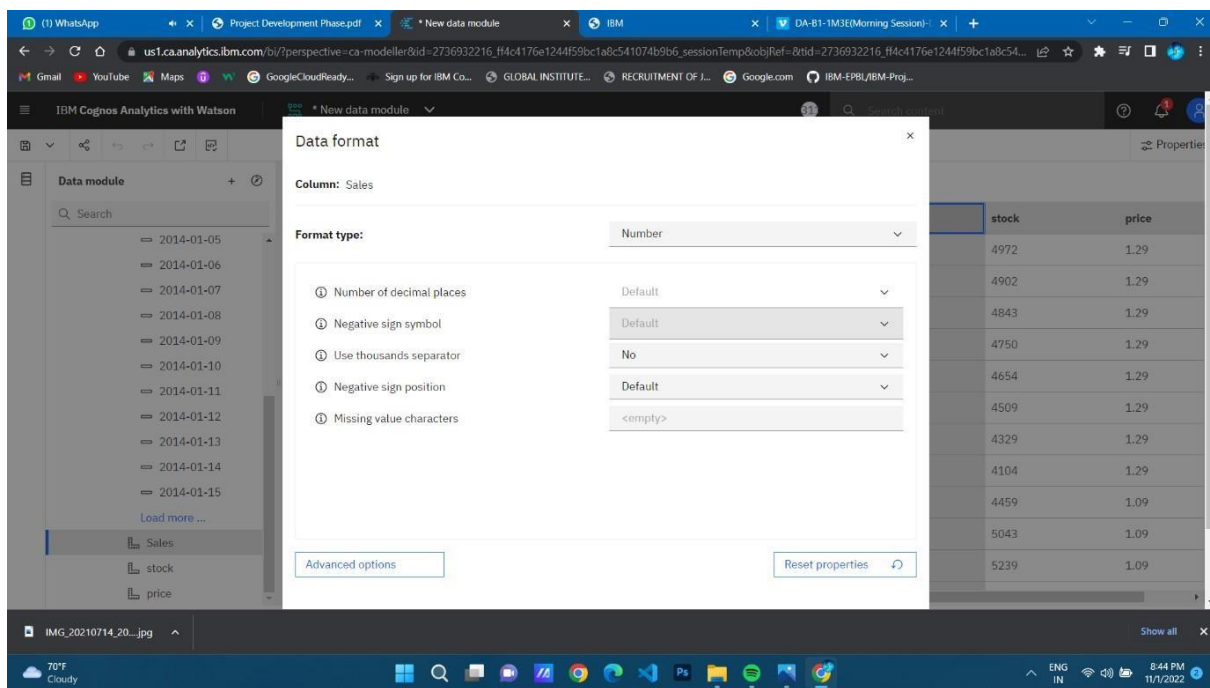 (1) WhatsApp
Project Development Phase.pdf
* New data module
IBM
DA-B1-1M3E(Morning Session)-
us1.ca.analytics.ibm.com/bi/?perspective=ca-modeller&id=2736932216_ff4c4176e1244f59bc1a8c541074b9b6_sessionTemp&objRef=&tid=2736932216_ff4c4176e1244f59bc1a8c54...
Gmail YouTube Maps GoogleCloudReady... Sign up for IBM Co... GLOBAL INSTITUTE... RECRUITMENT OF J... Google.com IBM-EPBL/IBM-Proj...
IBM Cognos Analytics with Watson
* New data module
31
Search content
Properties
Data module
Search
2014-01-05
2014-01-06
2014-01-07
2014-01-08
2014-01-09
2014-01-10
2014-01-11
2014-01-12
2014-01-13
2014-01-14
2014-01-15
Load more ...
Sales
stock
price
Data format
Column: Sales
Format type: Number
Number of decimal places Default
Negative sign symbol Default
Use thousands separator No
Negative sign position Default
Missing value characters <empty>
Advanced options
Reset properties
stock price
4972 1.29
4902 1.29
4843 1.29
4750 1.29
4654 1.29
4509 1.29
4329 1.29
4104 1.29
4459 1.09
5043 1.09
5239 1.09
IMG_20210714_20....jpg
Show all
70°F
Cloudy
Ps
ENG
IN
8:44 PM
11/1/2022
2